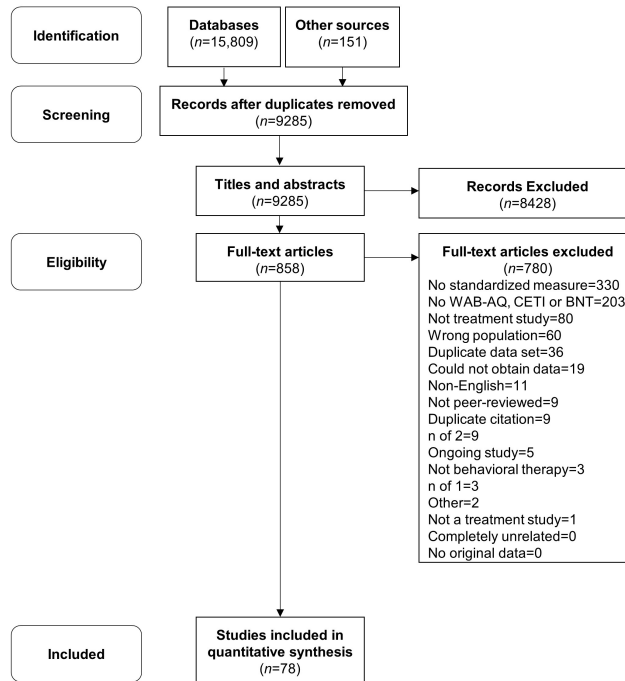 Identification
Databases
(n=15,809)
Other sources
(n=151)
Screening
Records after duplicates removed
(n=9285)
Titles and abstracts
(n=9285)
Records Excluded
(n=8428)
Eligibility
Full-text articles
(n=858)
Full-text articles excluded
(n=780)
No standardized measure=330
No WAB-AQ, CETI or BNT=203
Not treatment study=80
Wrong population=60
Duplicate data set=36
Could not obtain data=19
Non-English=11
Not peer-reviewed=9
Duplicate citation=9
n of 2=9
Ongoing study=5
Not behavioral therapy=3
n of 1=3
Other=2
Not a treatment study=1
Completely unrelated=0
No original data=0
Included
Studies included in
quantitative synthesis
(n=78)